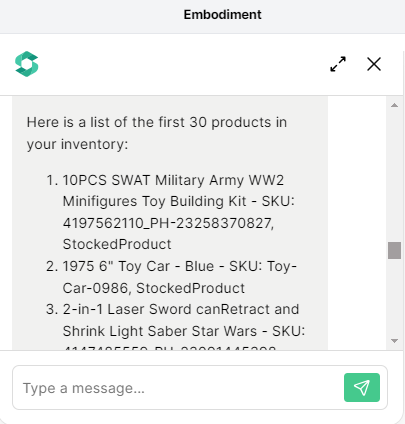 Embodiment
Here is a list of the first 30 products in
your inventory:
1. 10PCS SWAT Military Army WW2
Minifigures Toy Building Kit - SKU:
4197562110_PH-23258370827,
StockedProduct
2. 1975 6" Toy Car - Blue - SKU: Toy-
Car-0986, StockedProduct
3. 2-in-1 Laser Sword canRetract and
Shrink Light Saber Star Wars - SKU:
Type a message...